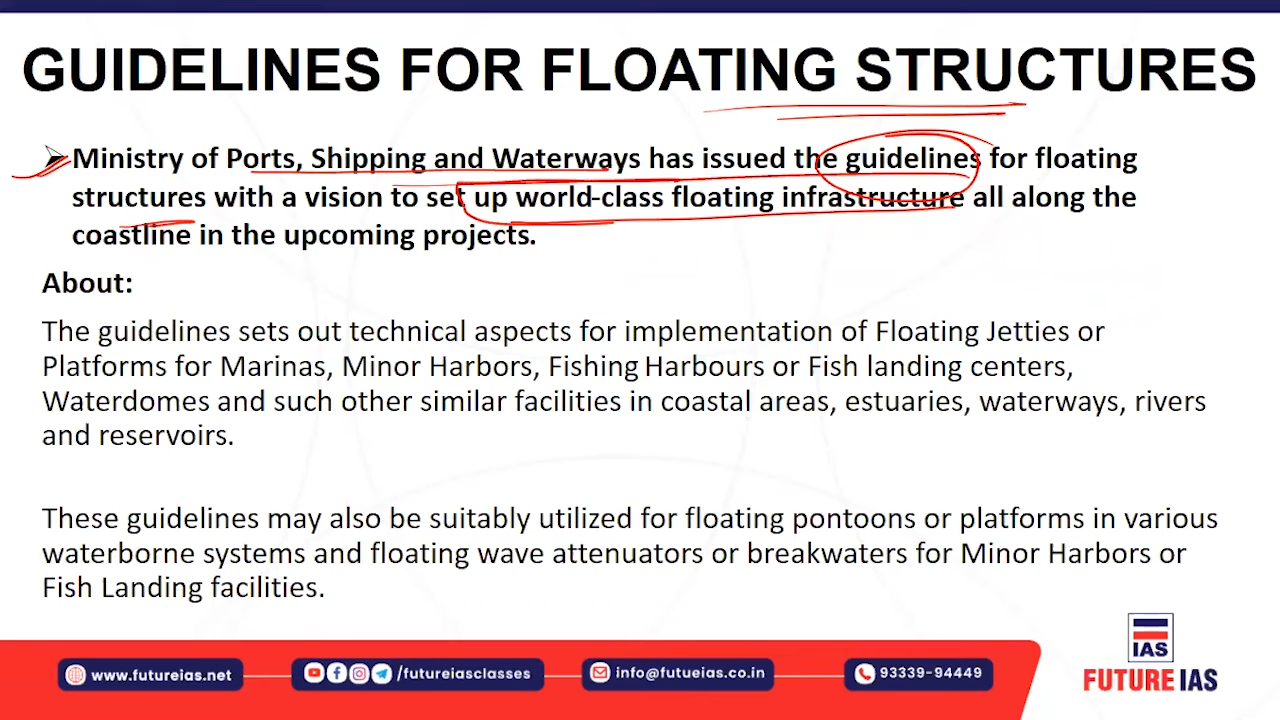 GUIDELINES FOR FLOATING STRUCTURES
Ministry of Ports, Shipping and Waterways has issued the guidelines for floating
structures with a vision to set up world-class floating infrastructure all along the
coastline in the upcoming projects.
About:
The guidelines sets out technical aspects for implementation of Floating Jetties or
Platforms for Marinas, Minor Harbors, Fishing Harbours or Fish landing centers,
Waterdomes and such other similar facilities in coastal areas, estuaries, waterways, rivers
and reservoirs.
These guidelines may also be suitably utilized for floating pontoons or platforms in various
waterborne systems and floating wave attenuators or breakwaters for Minor Harbors or
Fish Landing facilities.
www.futureias.net
/futureiasclasses
info@futueias.co.in
93339-94449
IAS
FUTURE IAS